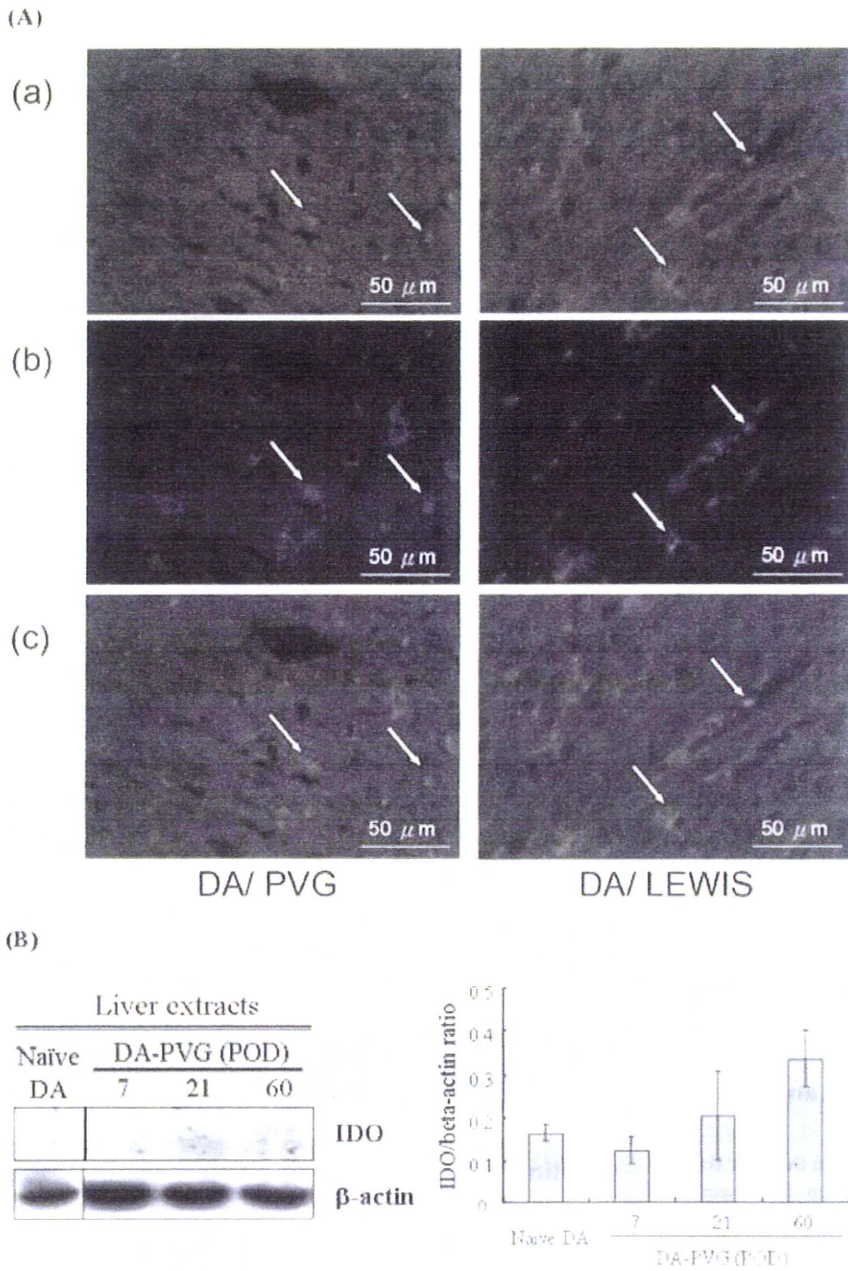 (A)
(a)
50 μm
50 μm
(b)
50 μm
50 μm
(c)
50 μm
50 μm
DA/ PVG
DA/ LEWIS
(B)
Liver extracts
Naïve
DA
DA-PVG (POD)
7 21 60
IDO
β-actin
IDO/beta-actin ratio
0.5
0.4
0.3
0.2
0.1
0
Naive DA
7
21
60
DA-PVG (POD)